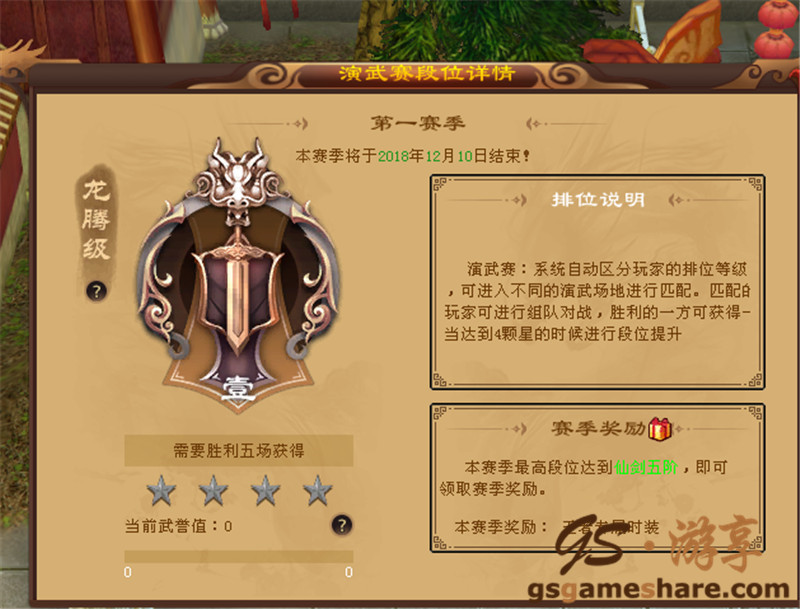 演武赛段位详情
第一赛季
本赛季将于2018年12月10日结束!
龙腾级
?
壹
需要胜利五场获得
当前武誉值:0
?
0
0
排位说明
演武赛:系统自动区分玩家的排位等级
,可进入不同的演武场地进行匹配。匹配的
玩家可进行组队对战,胜利的一方可获得一
当达到4颗星的时候进行段位提升
赛季奖励
本赛季最高段位达到仙剑五阶,即可
领取赛季奖励。
本赛季奖励: 王者专属时装
GS·游享
gsgameshare.com